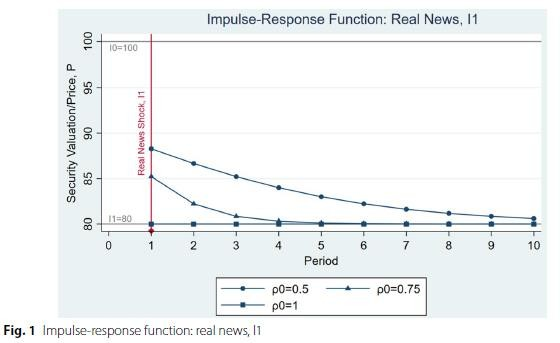 Impulse-Response Function: Real News, I1
Security Valuation/Price, P
100
95
90
85
80
I0=100
Real News Shock, I1
I1=80
0 1 2 3 4 5 6 7 8 9 10
Period
ρ0=0.5 ρ0=0.75
ρ0=1
Fig. 1 Impulse-response function: real news, I1